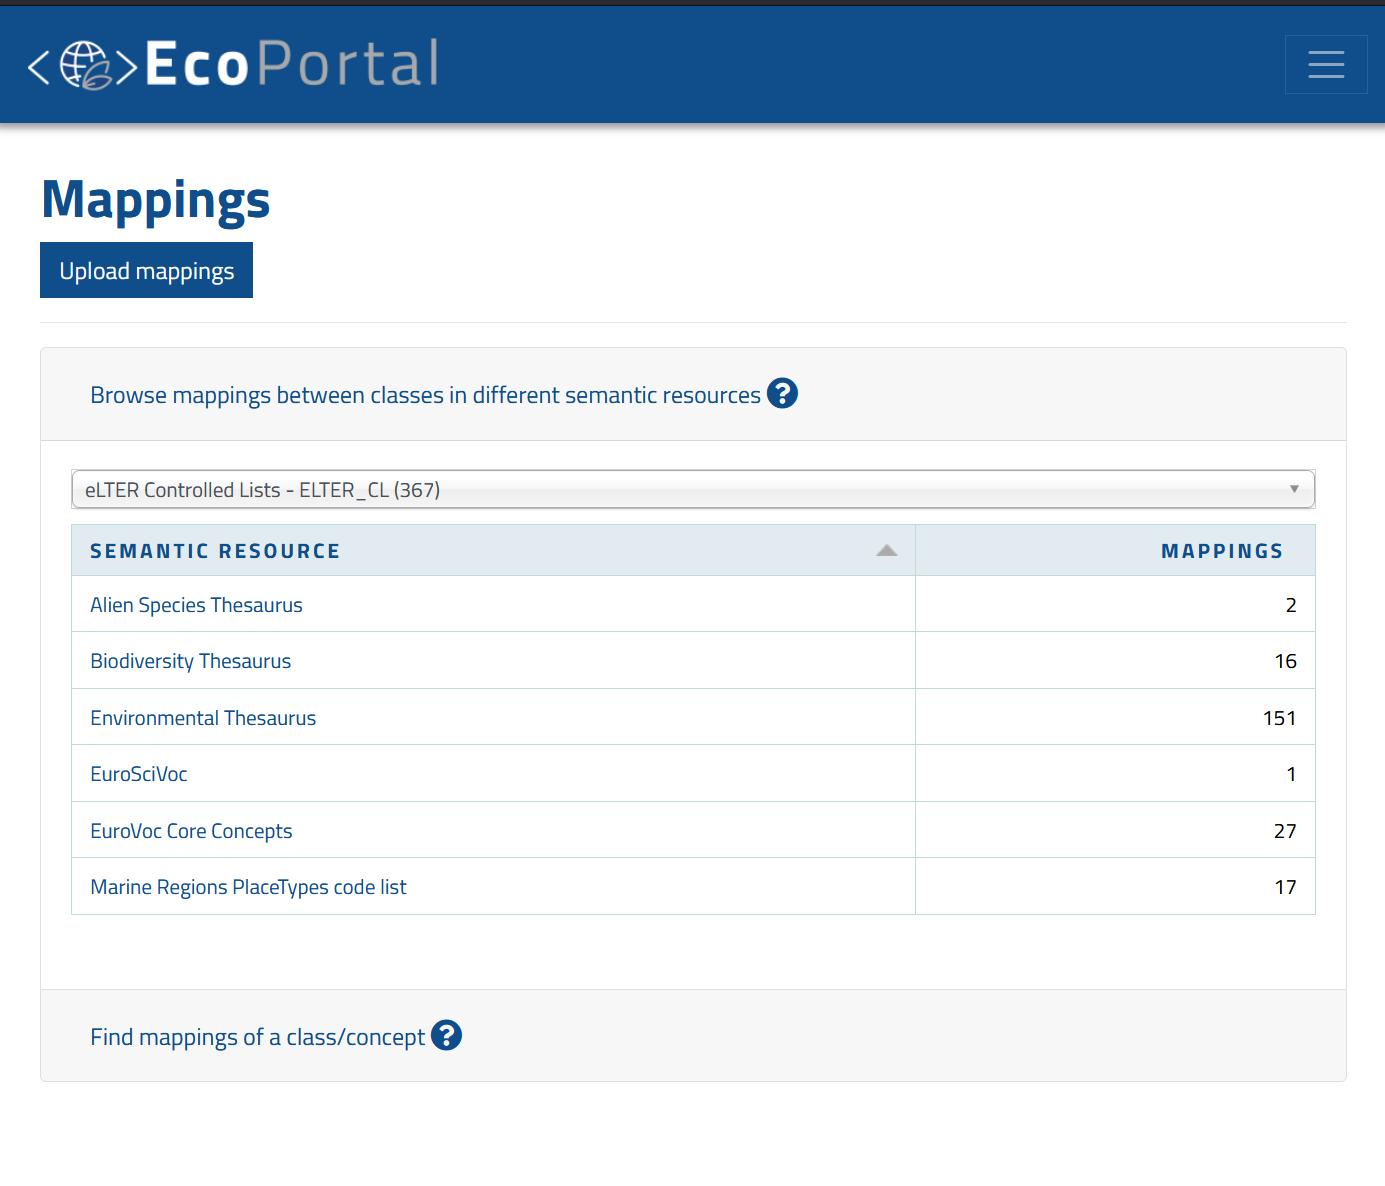 EcoPortal
Mappings
Upload mappings
Browse mappings between classes in different semantic resources ?
eLTER Controlled Lists - ELTER_CL (367)
SEMANTIC RESOURCE MAPPINGS
Alien Species Thesaurus 2
Biodiversity Thesaurus 16
Environmental Thesaurus 151
EuroSciVoc 1
EuroVoc Core Concepts 27
Marine Regions PlaceTypes code list 17
Find mappings of a class/concept ?